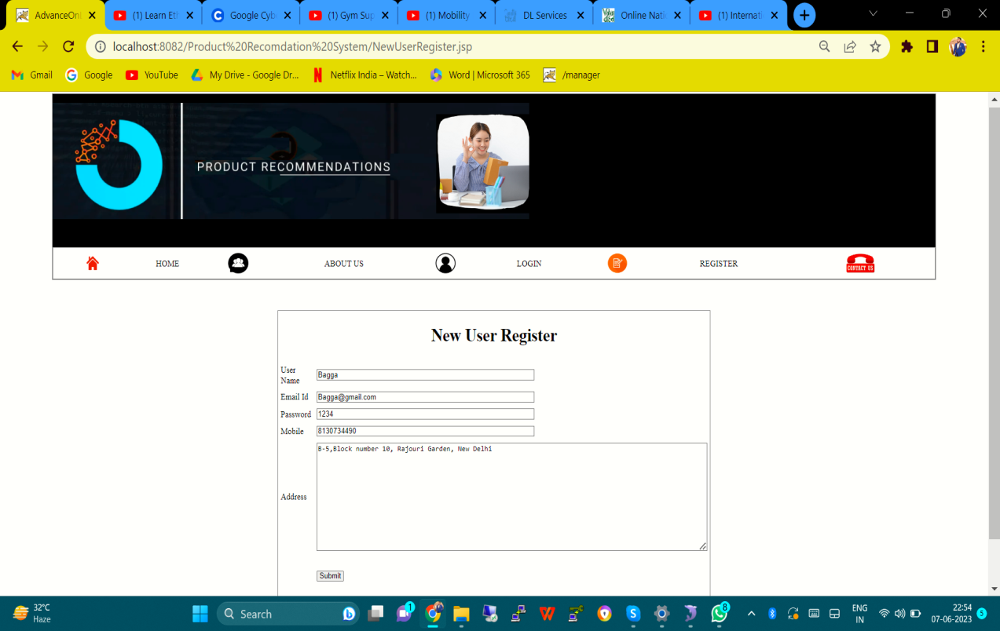 AdvanceOnl
(1) Learn Eth
Google Cyb
(1) Gym Sup
(1) Mobility
DL Services
Online Nati
(1) Internati
localhost:8082/Product%20Recomdation%20System/NewUserRegister.jsp
Gmail Google YouTube My Drive - Google Dr... Netflix India – Watch... Word | Microsoft 365 /manager
PRODUCT RECOMMENDATIONS
HOME ABOUT US LOGIN REGISTER CONTACT US
New User Register
User
Name
Bagga
Email Id Bagga@gmail.com
Password 1234
Mobile 8130734490
B-5,Block number 10, Rajouri Garden, New Delhi
Address
Submit
32°C
Haze
Search
1
8
ENG
IN
22:54
07-06-2023
5